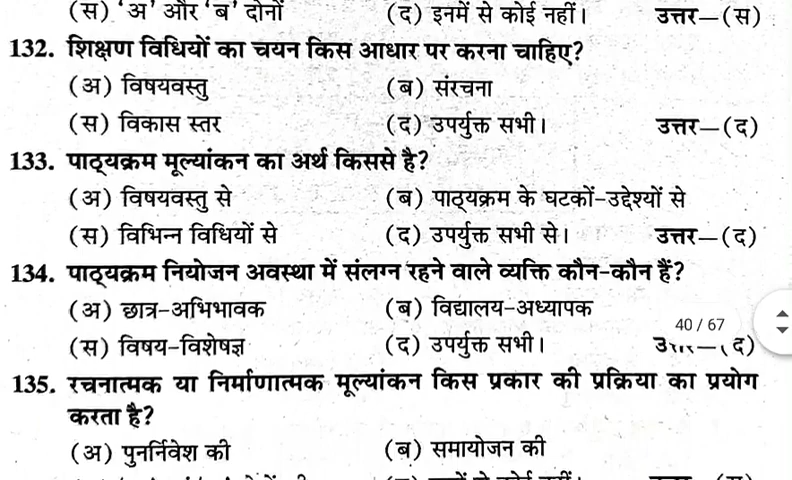 (स) 'अ' और 'ब' दोनों (द) इनमें से कोई नहीं। उत्तर—(स)
132. शिक्षण विधियों का चयन किस आधार पर करना चाहिए?
(अ) विषयवस्तु (ब) संरचना
(स) विकास स्तर (द) उपर्युक्त सभी। उत्तर—(द)
133. पाठ्यक्रम मूल्यांकन का अर्थ किससे है?
(अ) विषयवस्तु से (ब) पाठ्यक्रम के घटकों-उद्देश्यों से
(स) विभिन्न विधियों से (द) उपर्युक्त सभी से। उत्तर—(द)
134. पाठ्यक्रम नियोजन अवस्था में संलग्न रहने वाले व्यक्ति कौन-कौन हैं?
(अ) छात्र-अभिभावक (ब) विद्यालय-अध्यापक
40 / 67
(स) विषय-विशेषज्ञ (द) उपर्युक्त सभी। (द)
135. रचनात्मक या निर्माणात्मक मूल्यांकन किस प्रकार की प्रक्रिया का प्रयोग
करता है?
(अ) पुनर्निवेश की (ब) समायोजन की